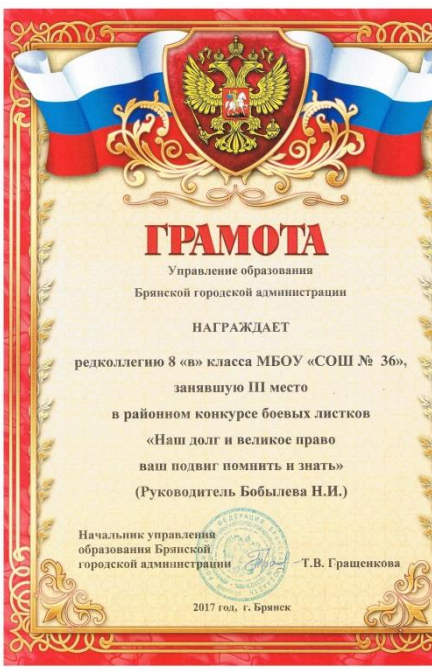 ГРАМОТА
Управление образования
Брянской городской администрации
НАГРАЖДАЕТ
редколлегию 8 «в» класса МБОУ «СОШ № 36»,
занявшую III место
в районном конкурсе боевых листков
«Наш долг и великое право
ваш подвиг помнить и знать»
(Руководитель Бобылева Н.И.)
Начальник управления
образования Брянской
городской администрации Т.В. Гращенкова
2017 год, г. Брянск